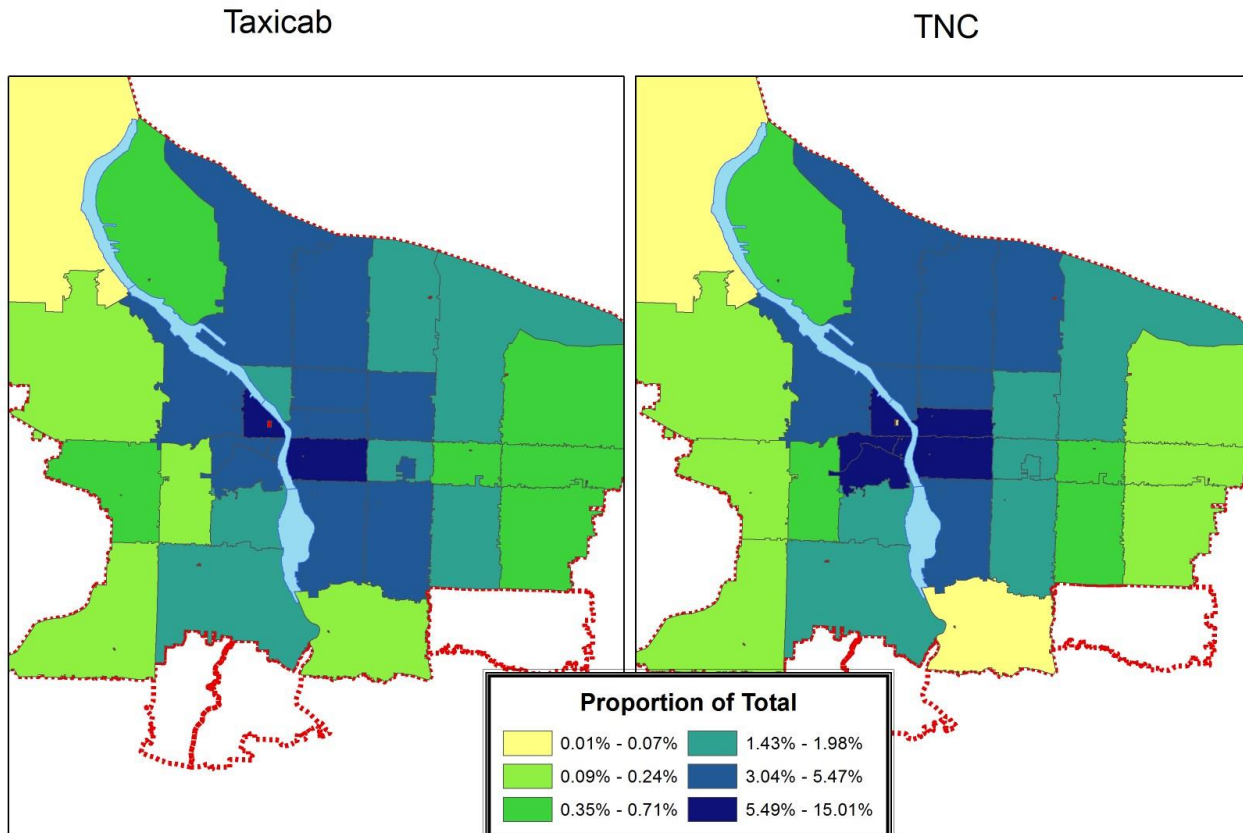 Taxicab
TNC
Proportion of Total
0.01% - 0.07%
1.43% - 1.98%
0.09% - 0.24%
3.04% - 5.47%
0.35% - 0.71%
5.49% - 15.01%